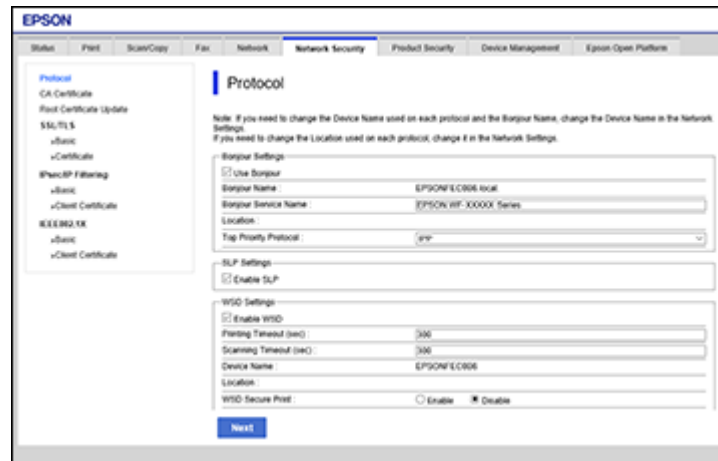 EPSON
Status Print Scan/Copy Fax Network Network Security Product Security Device Management Epson Open Platform
Protocol
CA Certificate
Root Certificate Update
SSL/TLS
»Basic
»Certificate
IPsec/IP Filtering
»Basic
»Client Certificate
IEEE802.1X
»Basic
»Client Certificate
Protocol
Note: If you need to change the Device Name used on each protocol and the Bonjour Name, change the Device Name in the Network
Settings.
If you need to change the Location used on each protocol, change it in the Network Settings.
Bonjour Settings
Use Bonjour
Bonjour Name : EPSONFEC806.local.
Bonjour Service Name : EPSON WF-XXXXX Series
Location :
Top Priority Protocol : IPP
SLP Settings
Enable SLP
WSD Settings
Enable WSD
Printing Timeout (sec) : 300
Scanning Timeout (sec) : 300
Device Name : EPSONFEC806
Location :
WSD Secure Print : Enable Disable
Next